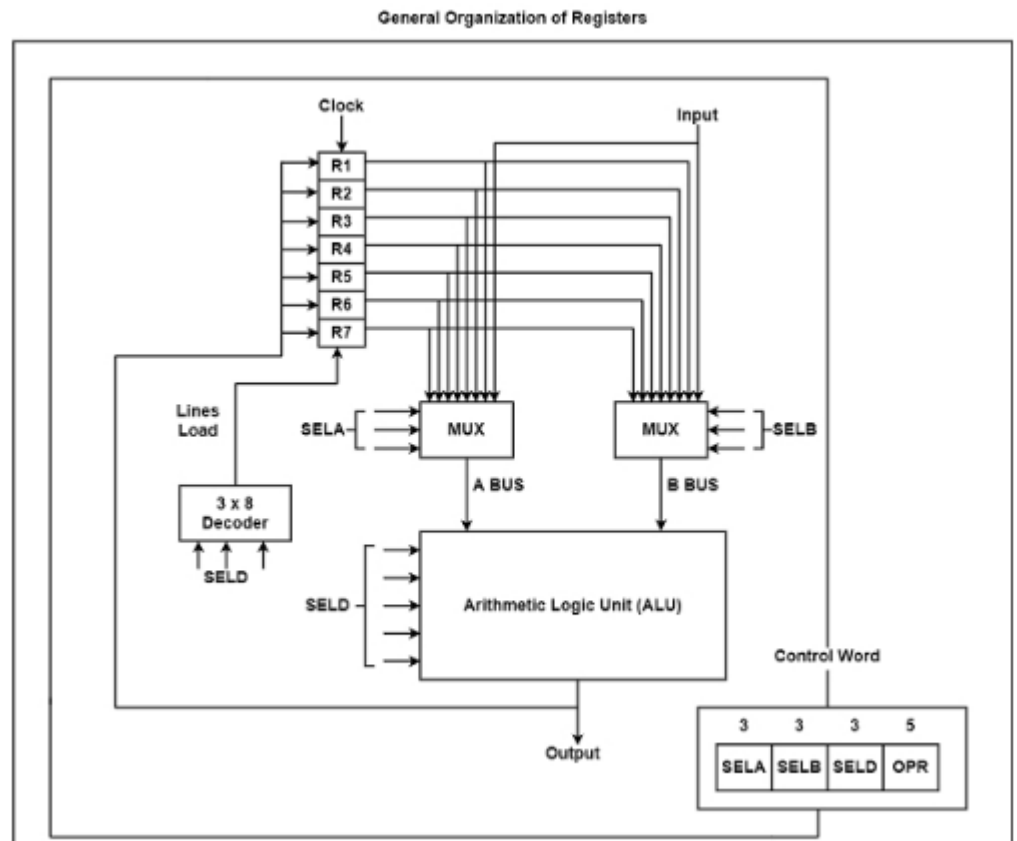 General Organization of Registers
Clock
Input
R1
R2
R3
R4
R5
R6
R7
Lines
Load
SELA
MUX
MUX
SELB
A BUS
B BUS
3 x 8
Decoder
SELD
SELD
Arithmetic Logic Unit (ALU)
Control Word
Output
3 3 3 5
SELA SELB SELD OPR